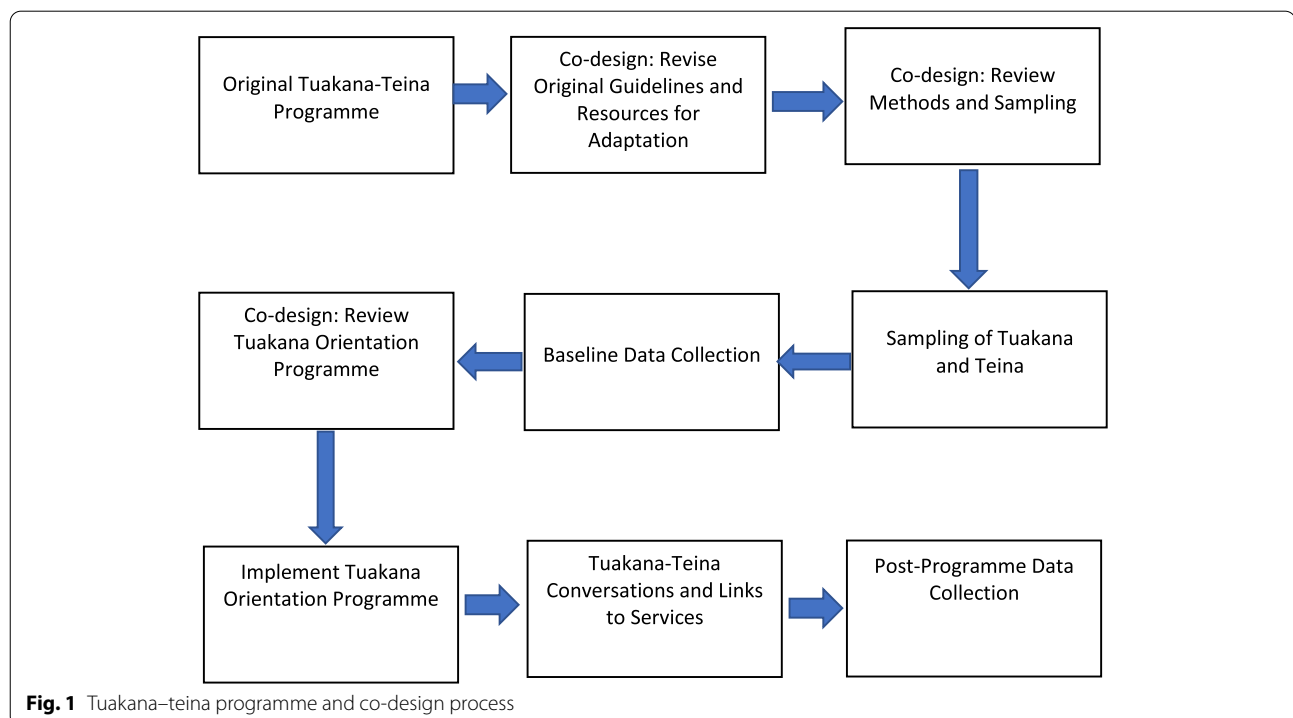 Original Tuakana-Teina
Programme
Co-design: Revise
Original Guidelines and
Resources for
Adaptation
Co-design: Review
Methods and Sampling
Sampling of Tuakana
and Teina
Baseline Data Collection
Co-design: Review
Tuakana Orientation
Programme
Implement Tuakana
Orientation Programme
Tuakana-Teina
Conversations and Links
to Services
Post-Programme Data
Collection
Fig. 1 Tuakana–teina programme and co-design process